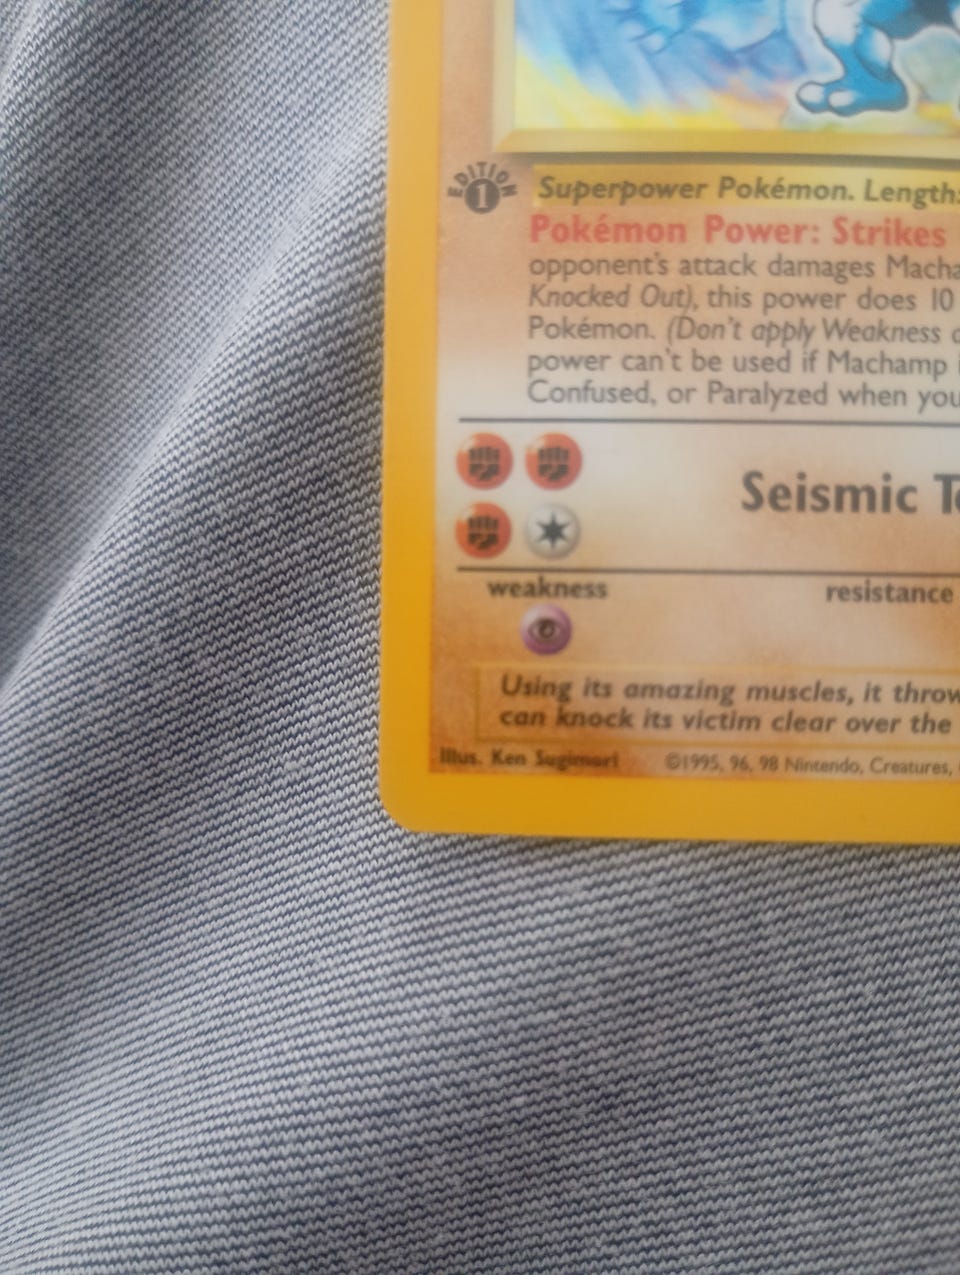 EDITION
1
Superpower Pokémon. Length:
Pokémon Power: Strikes
opponent's attack damages Macha
Knocked Out), this power does 10
Pokémon. (Don't apply Weakness
power can't be used if Machamp
Confused, or Paralyzed when you
Seismic
weakness
resistance
Using its amazing muscles, it throw
can knock its victim clear over the
Illus. Ken Sugimori ©1995, 96, 98 Nintendo, Creatures,